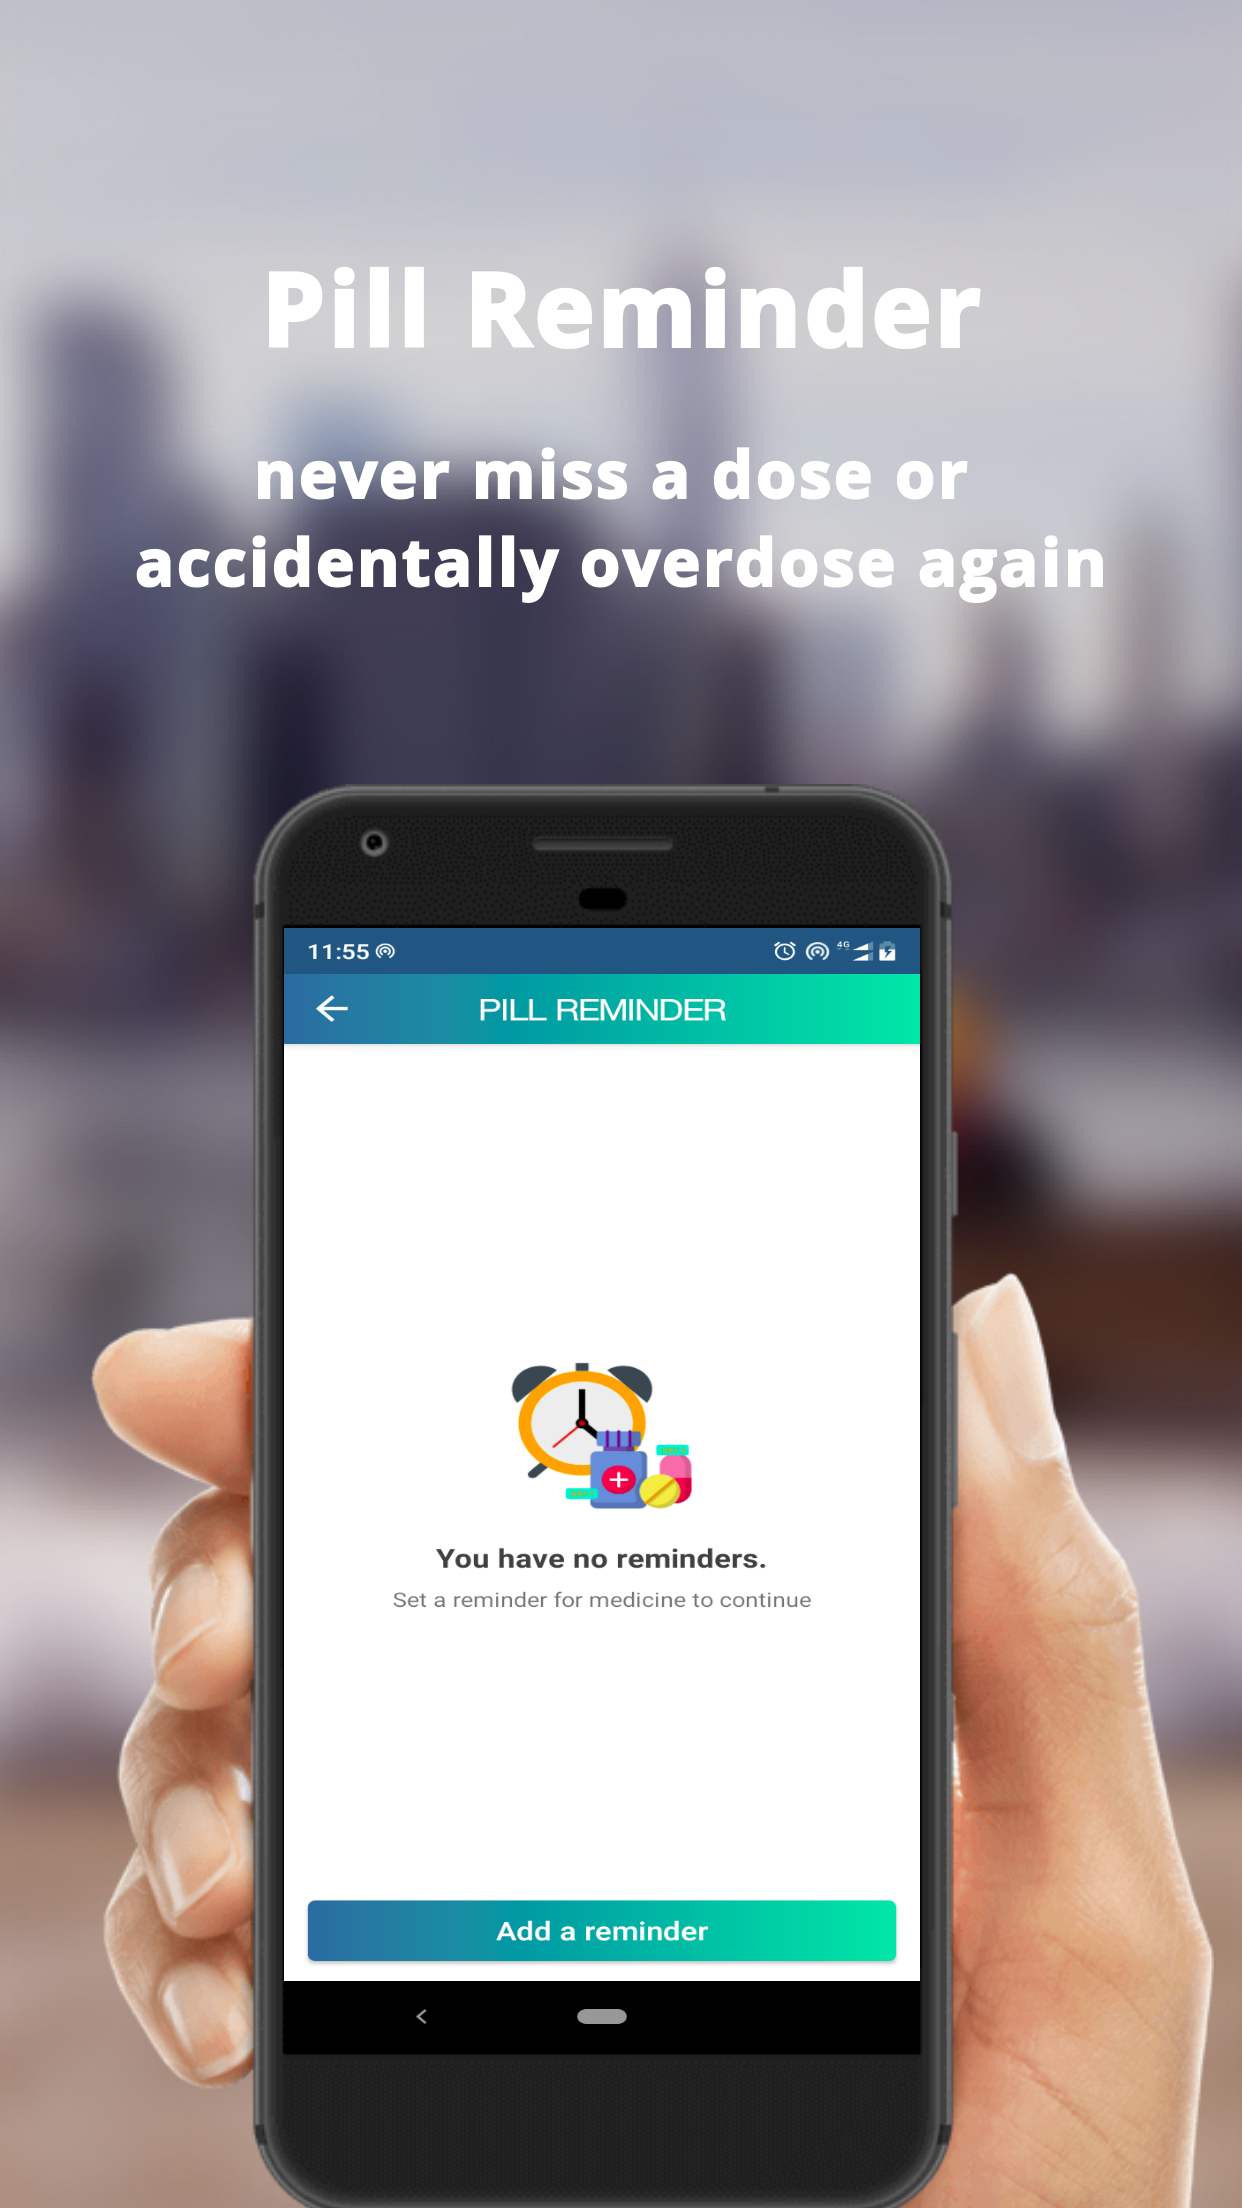 Pill Reminder
never miss a dose or
accidentally overdose again
11:55
4G
PILL REMINDER
You have no reminders.
Set a reminder for medicine to continue
Add a reminder